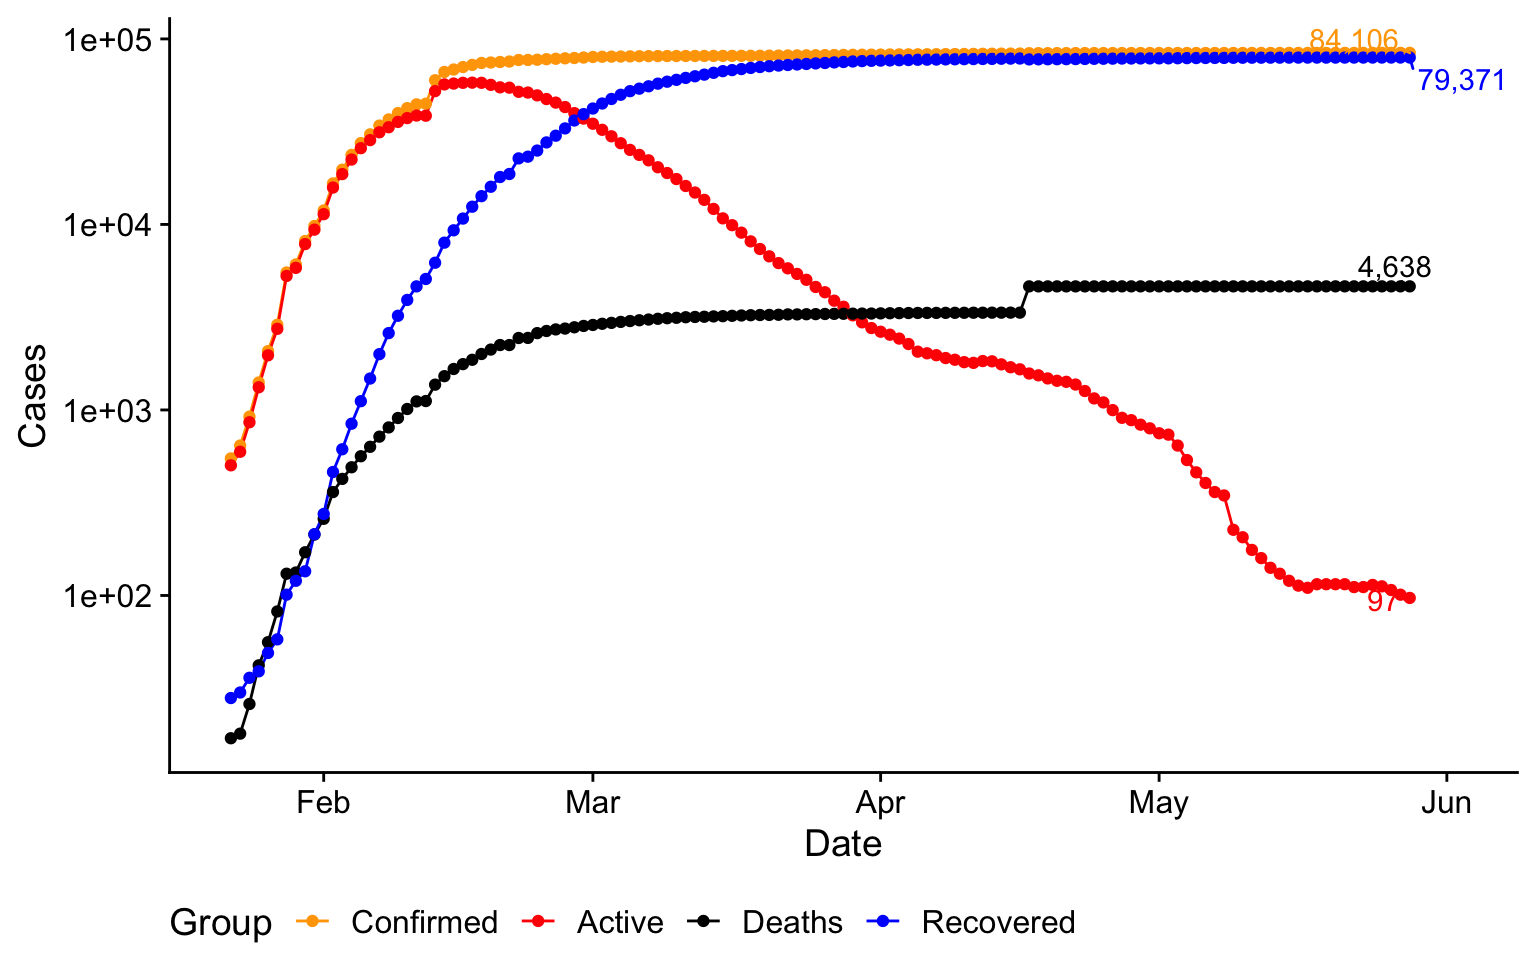 1e+05
1e+04
1e+03
1e+02
Cases
84,106
79,371
4,638
97
Feb Mar Apr May Jun
Date
Group Confirmed Active Deaths Recovered